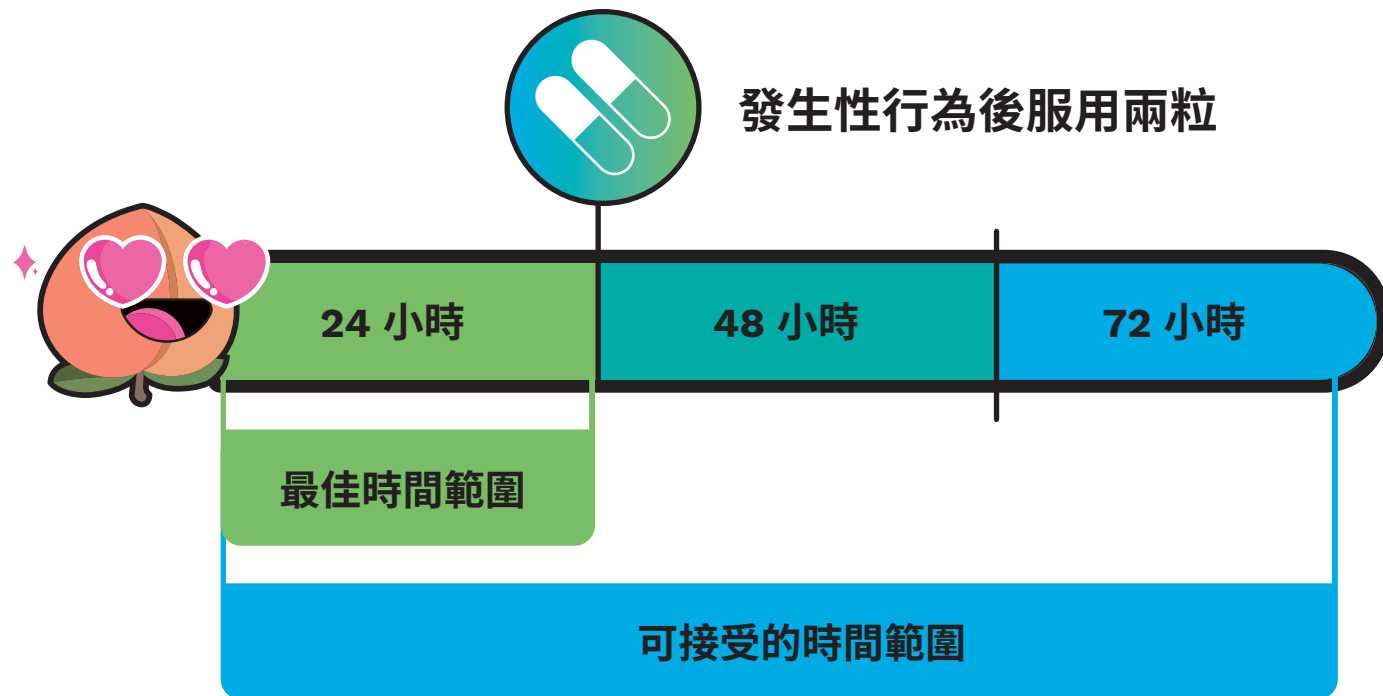 發生性行為後服用兩粒
24 小時
48 小時
72 小時
最佳時間範圍
可接受的時間範圍